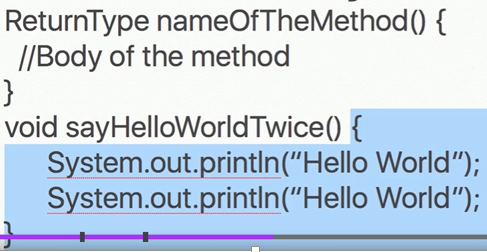 ReturnType nameOfTheMethod() {
//Body of the method
}
void sayHelloWorldTwice() {
System.out.println(“Hello World”);
System.out.println(“Hello World”);
}